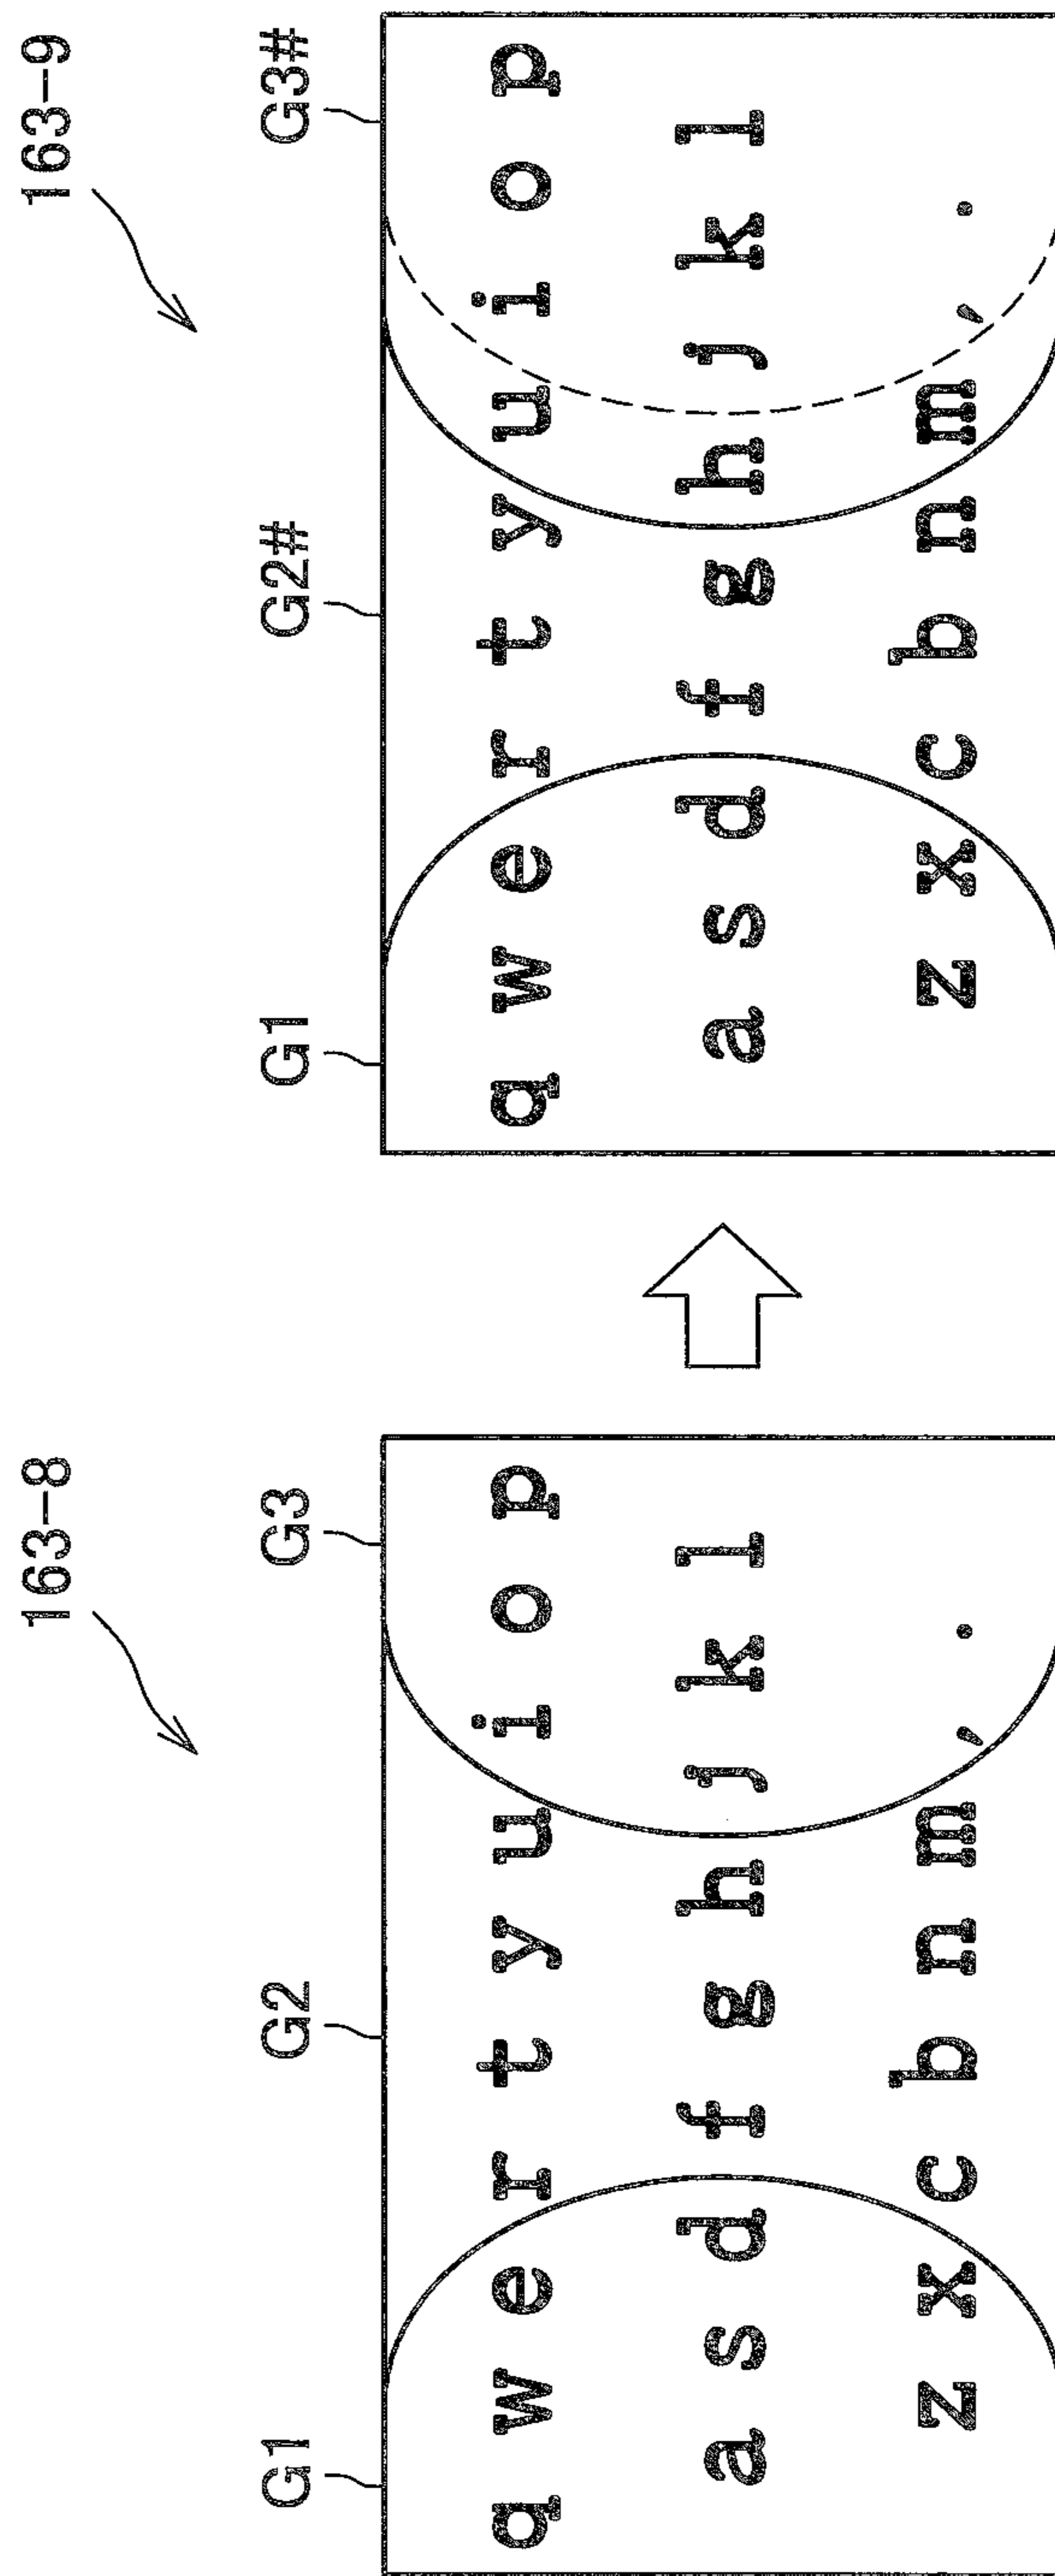 163-8
G1 G2 G3
q w e r t y u i o p
a s d f g h j k l
z x c b n m , .
163-9
G1 G2# G3#
q w e r t y u i o p
a s d f g h j k l
z x c b n m , .